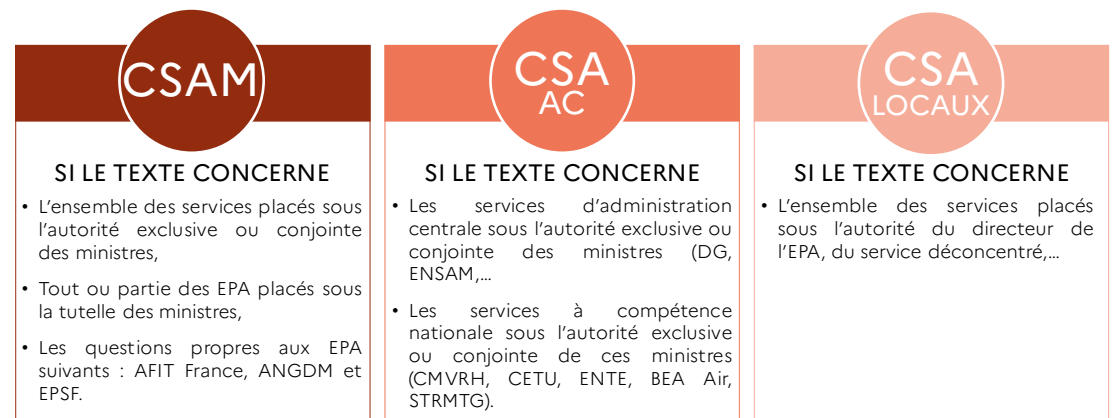 CSAM
SI LE TEXTE CONCERNE
• L’ensemble des services placés sous
l’autorité exclusive ou conjointe
des ministres,
• Tout ou partie des EPA placés sous
la tutelle des ministres,
• Les questions propres aux EPA
suivants : AFIT France, ANGDM et
EPSF.
CSA
AC
SI LE TEXTE CONCERNE
• Les services d’administration
centrale sous l’autorité exclusive ou
conjointe des ministres (DG,
ENSAM,…
• Les services à compétence
nationale sous l’autorité exclusive
ou conjointe de ces ministres
(CMVRH, CETU, ENTE, BEA Air,
STRMTG).
CSA
LOCAUX
SI LE TEXTE CONCERNE
• L’ensemble des services placés
sous l’autorité du directeur de
l’EPA, du service déconcentré,…